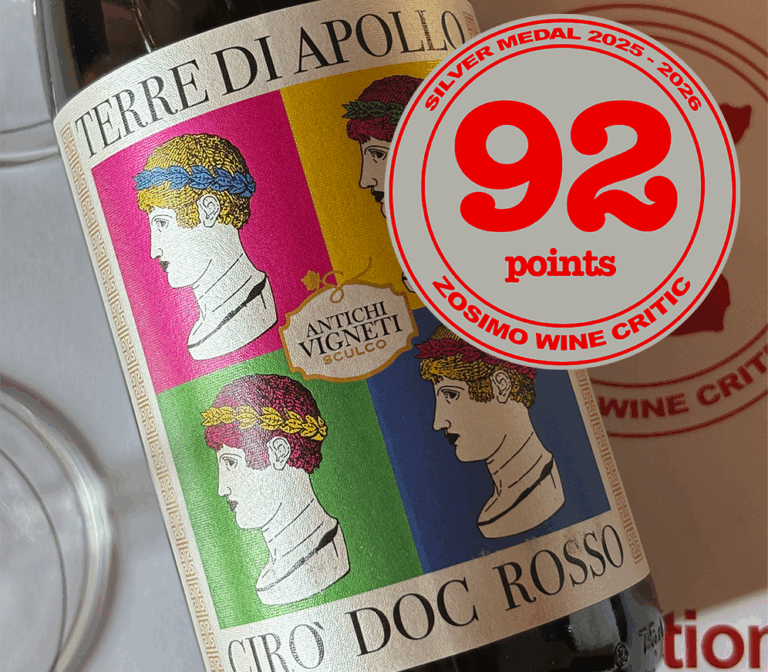 TERRE DI APOLLO
SILVER MEDAL 2025 - 2026
92
points
ZOSIMO WINE CRITIC
ANTICHI
VIGNETI
SCULCO
WINE CRITI
CIRÒ DOC ROSSO
tion